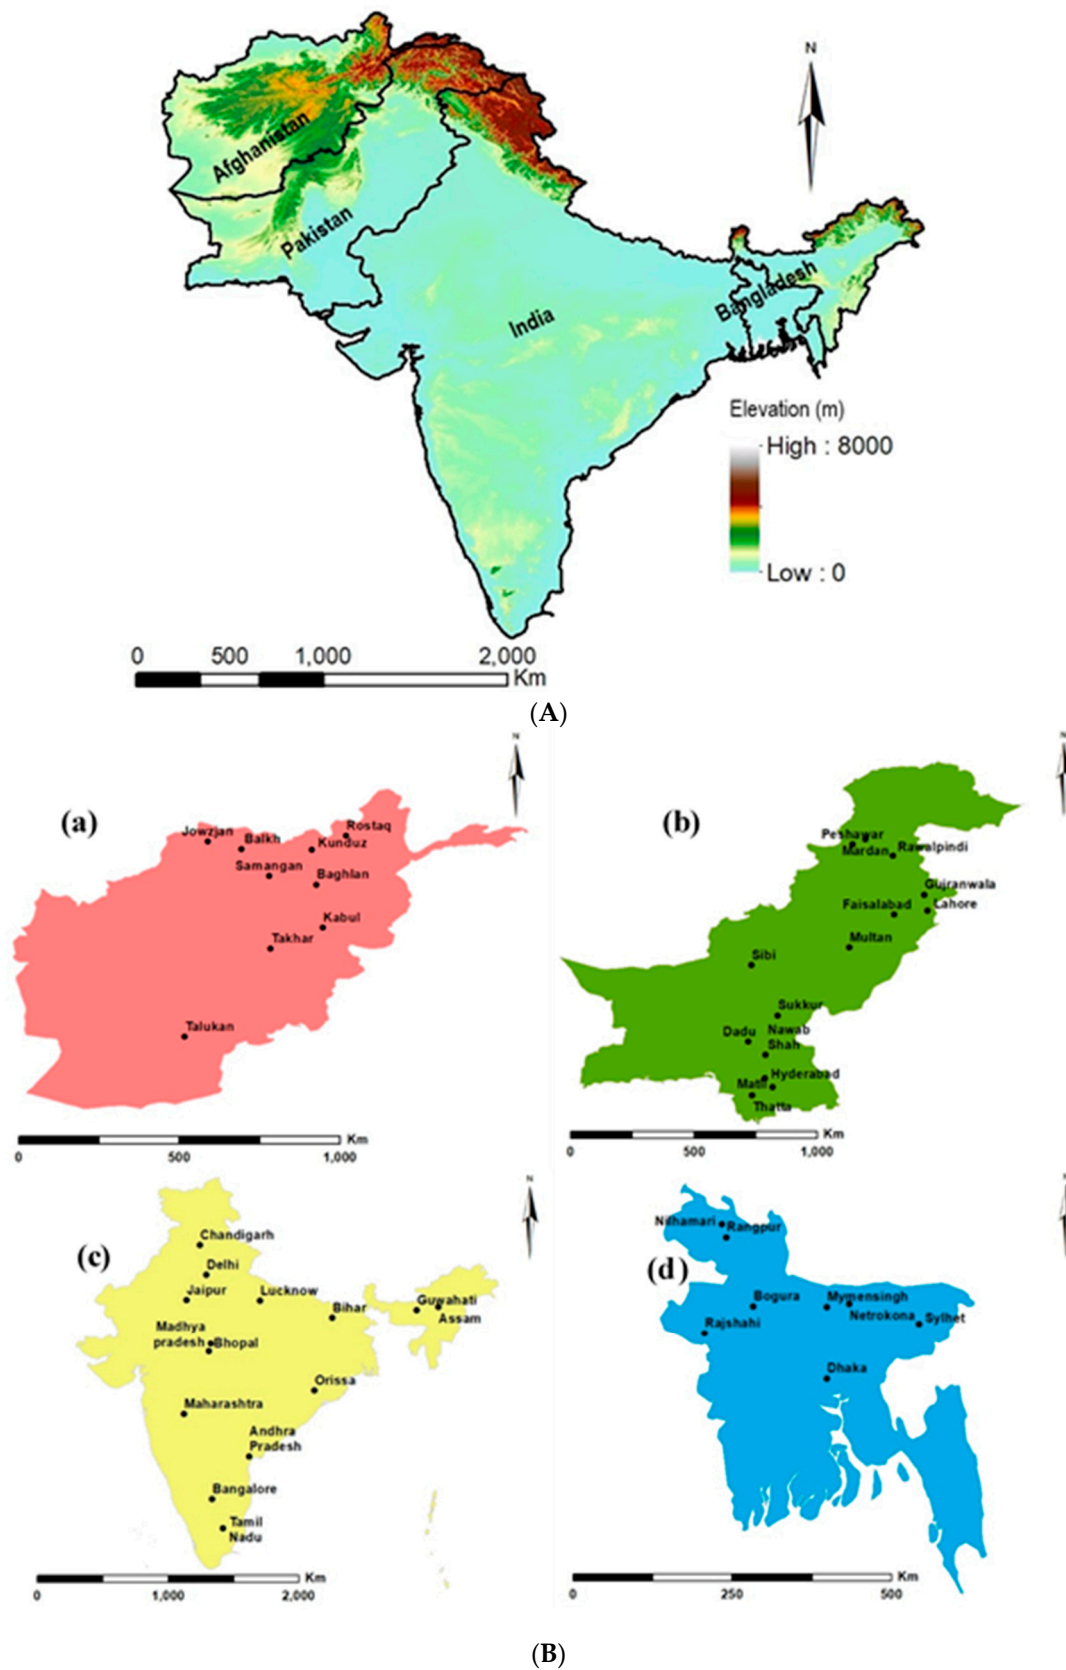 N
Afghanistan
Pakistan
India
Bangladesh
Elevation (m)
High : 8000
Low : 0
0 500 1,000 2,000
Km
(A)
N
(a)
Jowzjan
Balkh
Rostaq
Kunduz
Samangan
Baghlan
Kabul
Takhar
Talukan
Km
0 500 1,000
N
(b)
Peshawar
Mardan
Rawalpindi
Gujranwala
Lahore
Faisalabad
Multan
Sibi
Sukkur
Dadu
Nawab
Shah
Hyderabad
Matli
Thatta
Km
0 500 1,000
N
(c)
Chandigarh
Delhi
Jaipur
Lucknow
Bihar
Guwahati
Assam
Madhya
pradesh
Bhopal
Orissa
Maharashtra
Andhra
Pradesh
Bangalore
Tamil
Nadu
Km
0 1,000 2,000
N
(d)
Nilhamari
Rangpur
Bogura
Mymensingh
Netrokona
Sylhet
Rajshahi
Dhaka
Km
0 250 500
(B)